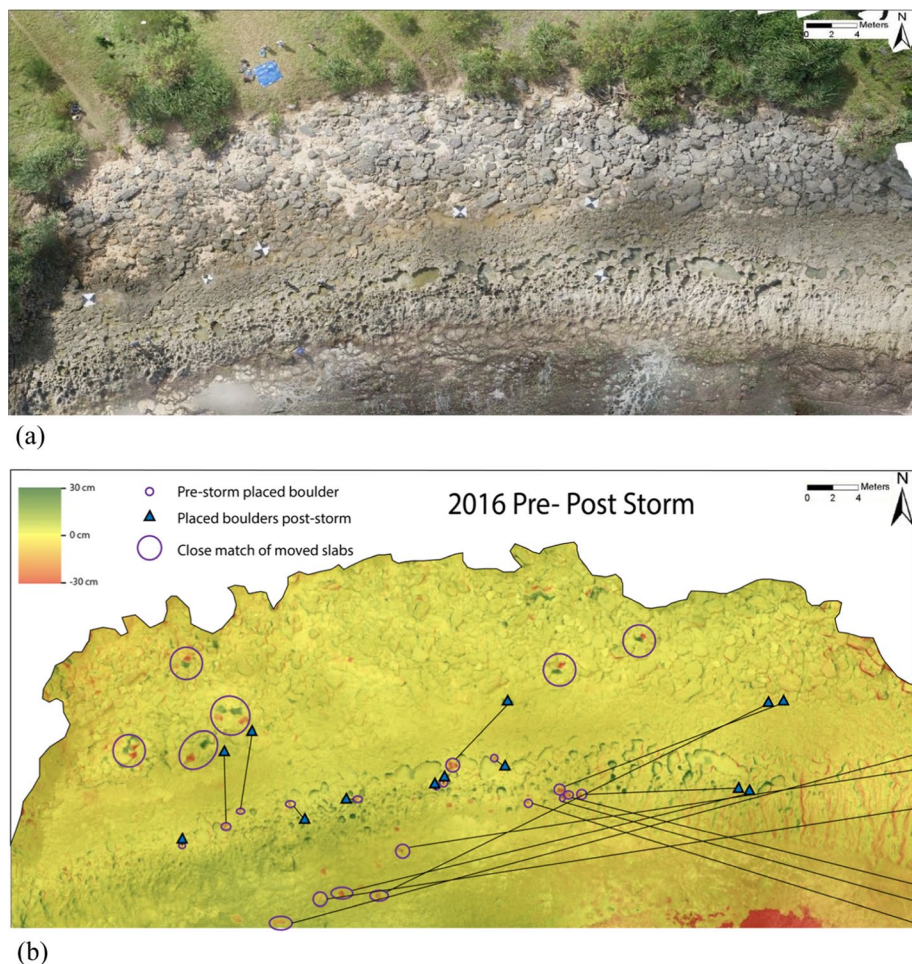 N
Meters
0 2 4
(a)
30 cm
0 cm
-30 cm
Pre-storm placed boulder
Placed boulders post-storm
Close match of moved slabs
2016 Pre- Post Storm
Meters
0 2 4
N
(b)